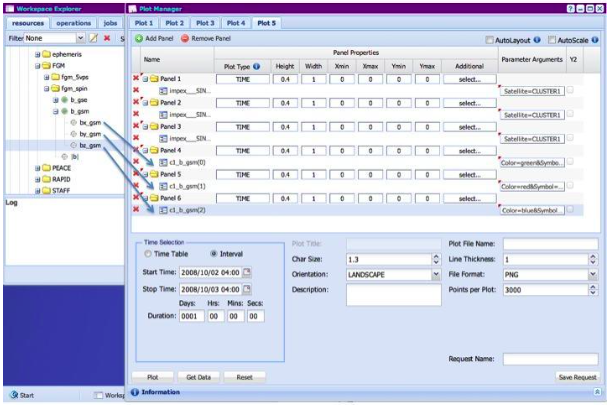 Workspace Explorer
resources operations jobs
Filter None S
ephemeris
FGM
fgm_5vps
fgm_spin
b_gse
b_gsm
bx_gsm
by_gsm
bz_gsm
|b|
PEACE
RAPID
STAFF
Log
Start Worksp
Plot Manager
Plot 1 Plot 2 Plot 3 Plot 4 Plot 5
Add Panel Remove Panel AutoLayout AutoScale
Name Panel Properties Parameter Arguments Y2
Plot Type Height Width Xmin Xmax Ymin Ymax Additional
Panel 1 TIME 0.4 1 0 0 0 0 select...
impex___SIN... Satellite=CLUSTER1
Panel 2 TIME 0.4 1 0 0 0 0 select...
impex___SIN... Satellite=CLUSTER1
Panel 3 TIME 0.4 1 0 0 0 0 select...
impex___SIN... Satellite=CLUSTER1
Panel 4 TIME 0.4 1 0 0 0 0 select...
c1_b_gsm(0) Color=green&Symbo...
Panel 5 TIME 0.4 1 0 0 0 0 select...
c1_b_gsm(1) Color=red&Symbol=...
Panel 6 TIME 0.4 1 0 0 0 0 select...
c1_b_gsm(2) Color=blue&Symbol...
Time Selection
Time Table Interval
Start Time: 2008/10/02 04:00
Stop Time: 2008/10/03 04:00
Days: Hrs: Mins: Secs:
Duration: 0001 00 00 00
Plot Title: Plot File Name:
Char Size: 1.3 Line Thickness: 1
Orientation: LANDSCAPE File Format: PNG
Description: Points per Plot: 3000
Request Name:
Plot Get Data Reset Save Request
Information